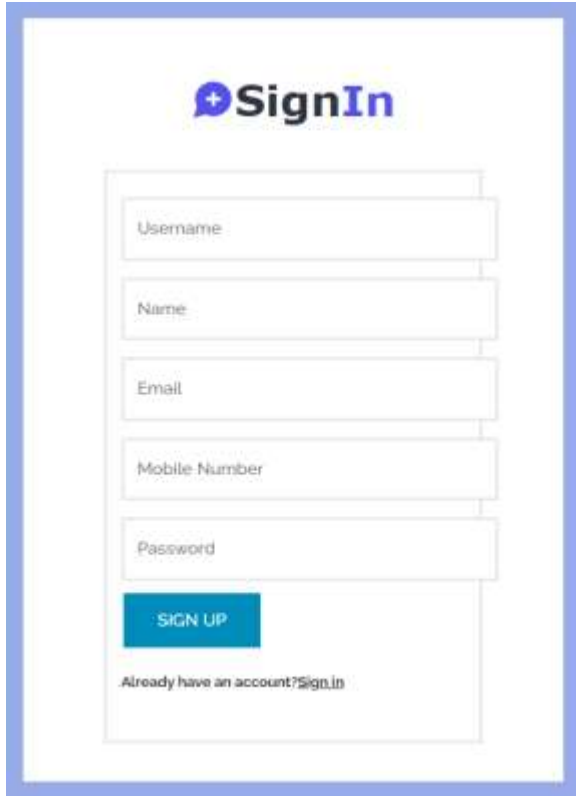 SignIn
Username
Name
Email
Mobile Number
Password
SIGN UP
Already have an account?Sign in